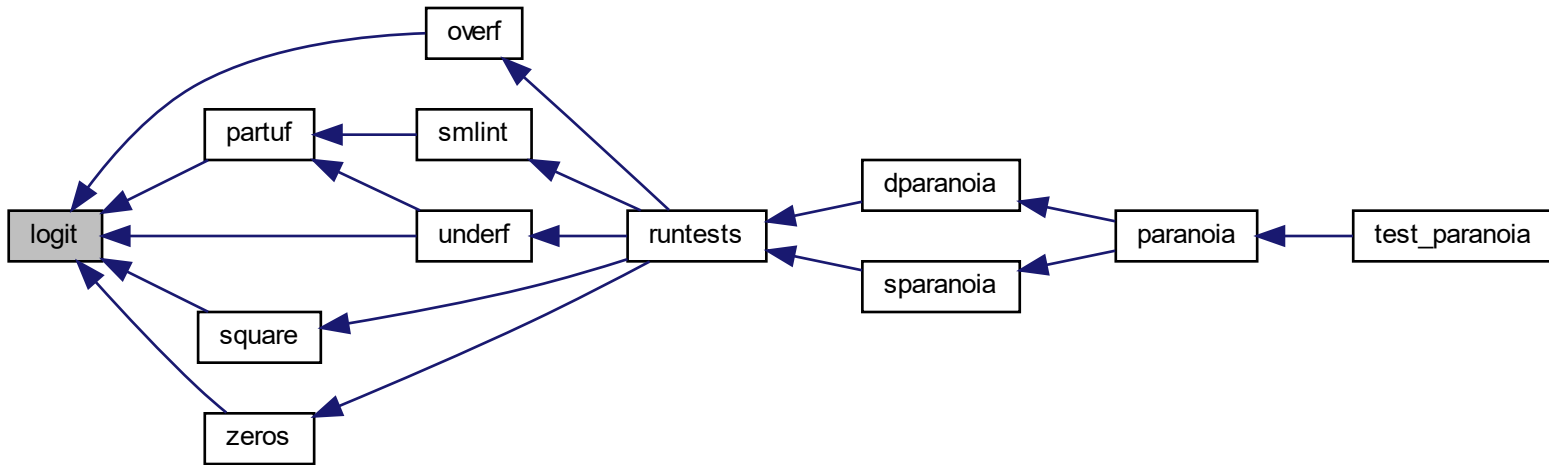 overf
partuf
smlint
dparanoia
logit
underf
runtests
paranoia
test_paranoia
sparanoia
square
zeros